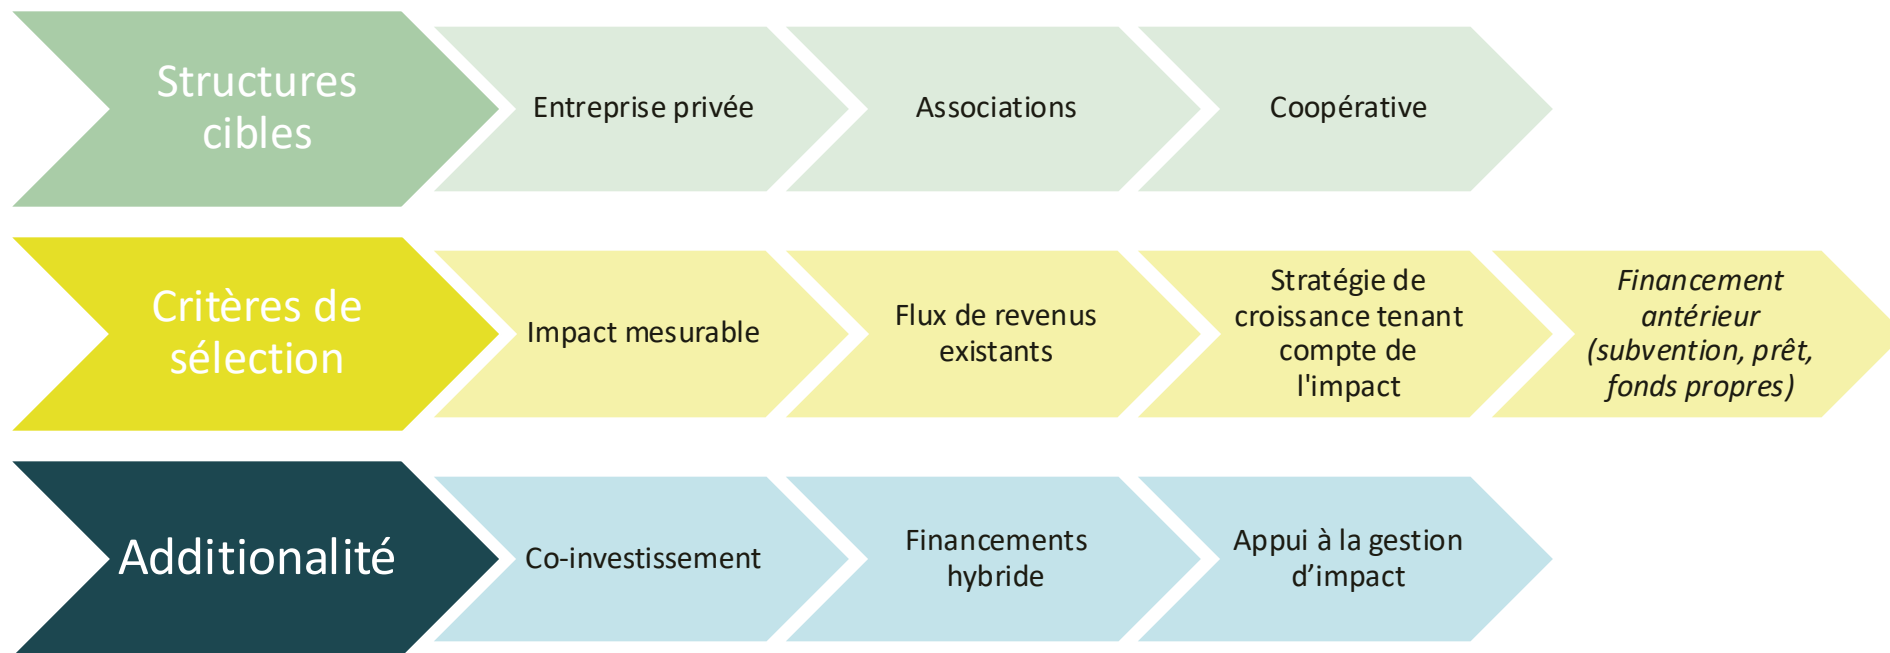 Structures
cibles
Entreprise privée
Associations
Coopérative
Critères de
sélection
Impact mesurable
Flux de revenus
existants
Stratégie de
croissance tenant
compte de
l'impact
Financement
antérieur
(subvention, prêt,
fonds propres)
Additionalité
Co-investissement
Financements
hybride
Appui à la gestion
d’impact